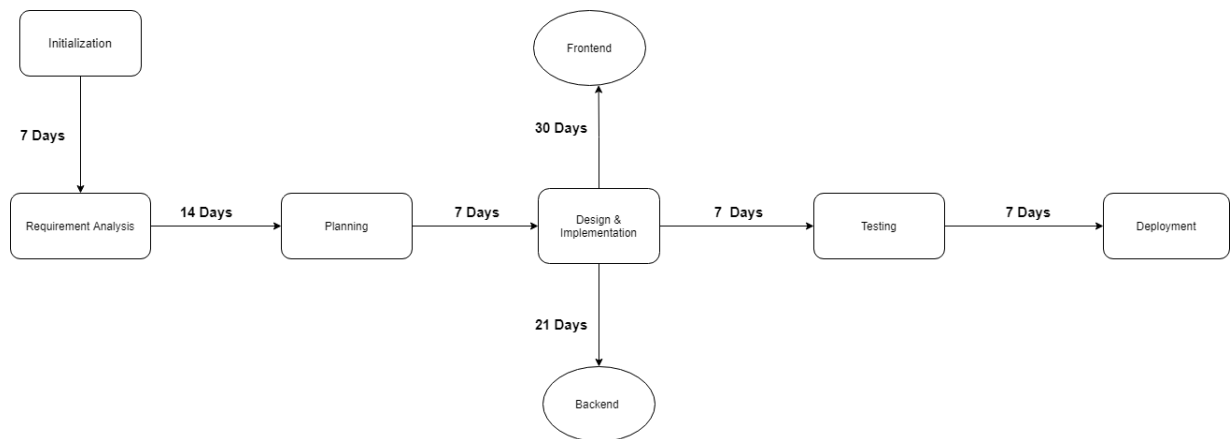 Initialization
Frontend
7 Days
30 Days
Requirement Analysis
14 Days
Planning
7 Days
Design &
Implementation
7  Days
Testing
7 Days
Deployment
21 Days
Backend